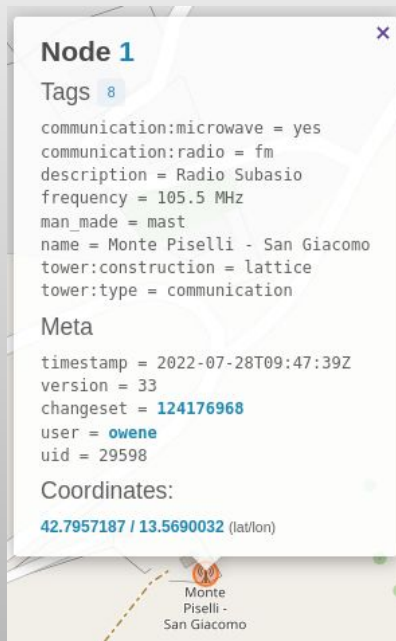 ×
Node 1
Tags 8
communication:microwave = yes
communication:radio = fm
description = Radio Subasio
frequency = 105.5 MHz
man_made = mast
name = Monte Piselli - San Giacomo
tower:construction = lattice
tower:type = communication
Meta
timestamp = 2022-07-28T09:47:39Z
version = 33
changeset = 124176968
user = owene
uid = 29598
Coordinates:
42.7957187 / 13.5690032 (lat/lon)
Monte
Piselli -
San Giacomo